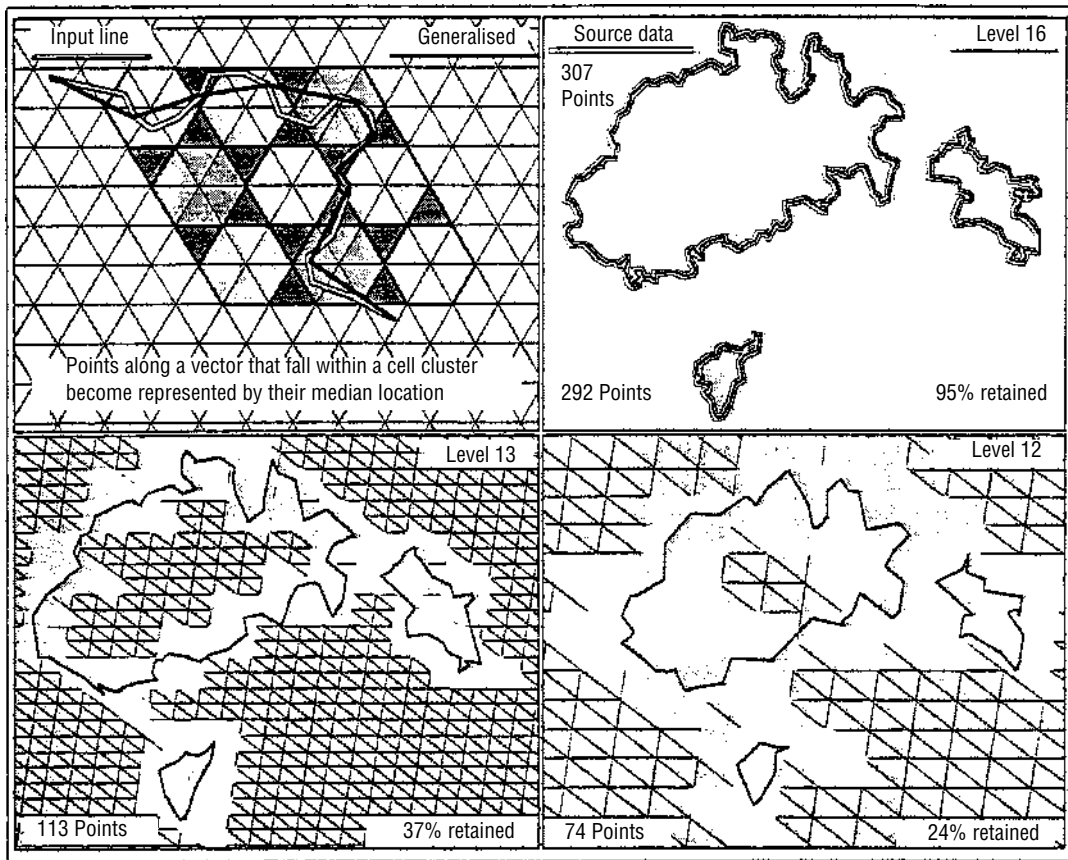 Input line
Generalised
Points along a vector that fall within a cell cluster
become represented by their median location
Source data
Level 16
307
Points
292 Points
95% retained
Level 13
113 Points
37% retained
Level 12
74 Points
24% retained